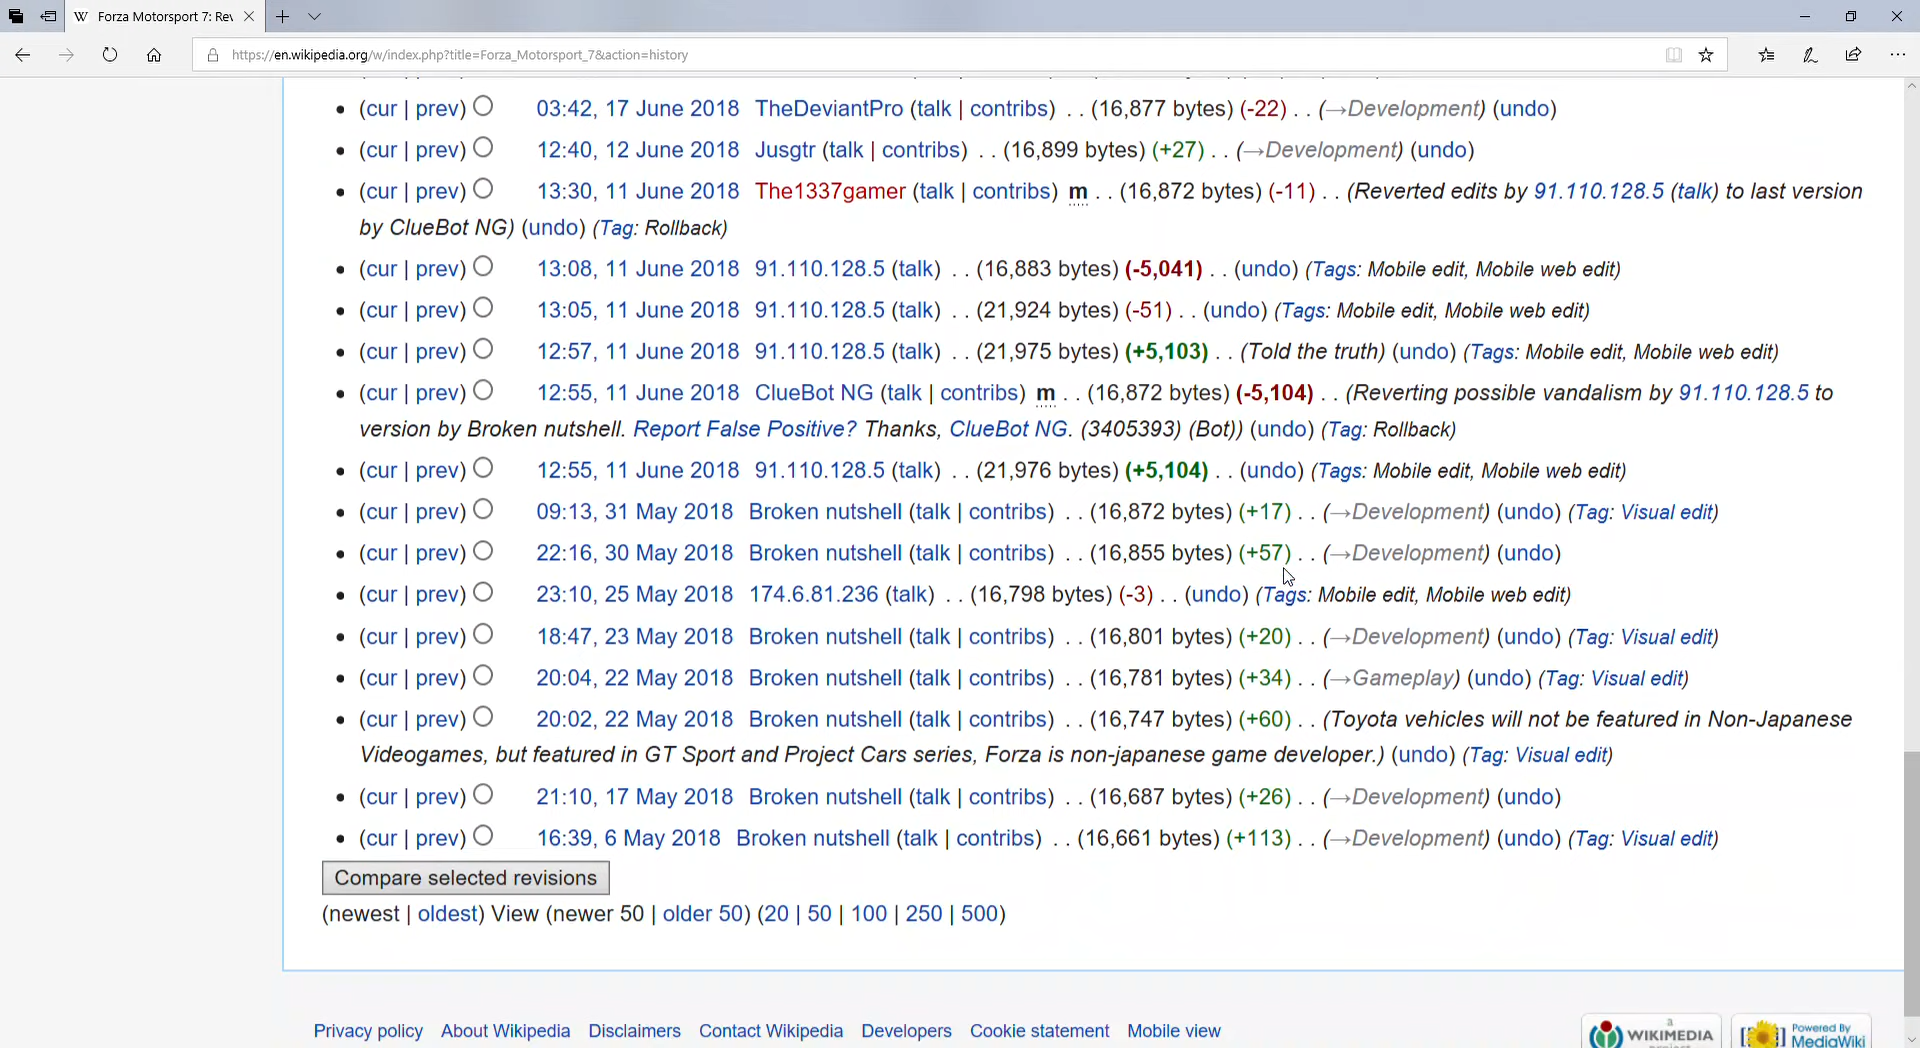 Forza Motorsport 7: Rev
https://en.wikipedia.org/w/index.php?title=Forza_Motorsport_7&action=history
(cur | prev) 03:42, 17 June 2018 TheDeviantPro (talk | contribs) . . (16,877 bytes) (-22) . . (→Development) (undo)
(cur | prev) 12:40, 12 June 2018 Jusgtr (talk | contribs) . . (16,899 bytes) (+27) . . (→Development) (undo)
(cur | prev) 13:30, 11 June 2018 The1337gamer (talk | contribs) m . . (16,872 bytes) (-11) . . (Reverted edits by 91.110.128.5 (talk) to last version
by ClueBot NG) (undo) (Tag: Rollback)
(cur | prev) 13:08, 11 June 2018 91.110.128.5 (talk) . . (16,883 bytes) (-5,041) . . (undo) (Tags: Mobile edit, Mobile web edit)
(cur | prev) 13:05, 11 June 2018 91.110.128.5 (talk) . . (21,924 bytes) (-51) . . (undo) (Tags: Mobile edit, Mobile web edit)
(cur | prev) 12:57, 11 June 2018 91.110.128.5 (talk) . . (21,975 bytes) (+5,103) . . (Told the truth) (undo) (Tags: Mobile edit, Mobile web edit)
(cur | prev) 12:55, 11 June 2018 ClueBot NG (talk | contribs) m . . (16,872 bytes) (-5,104) . . (Reverting possible vandalism by 91.110.128.5 to
version by Broken nutshell. Report False Positive? Thanks, ClueBot NG. (3405393) (Bot)) (undo) (Tag: Rollback)
(cur | prev) 12:55, 11 June 2018 91.110.128.5 (talk) . . (21,976 bytes) (+5,104) . . (undo) (Tags: Mobile edit, Mobile web edit)
(cur | prev) 09:13, 31 May 2018 Broken nutshell (talk | contribs) . . (16,872 bytes) (+17) . . (→Development) (undo) (Tag: Visual edit)
(cur | prev) 22:16, 30 May 2018 Broken nutshell (talk | contribs) . . (16,855 bytes) (+57) . . (→Development) (undo)
(cur | prev) 23:10, 25 May 2018 174.6.81.236 (talk) . . (16,798 bytes) (-3) . . (undo) (Tags: Mobile edit, Mobile web edit)
(cur | prev) 18:47, 23 May 2018 Broken nutshell (talk | contribs) . . (16,801 bytes) (+20) . . (→Development) (undo) (Tag: Visual edit)
(cur | prev) 20:04, 22 May 2018 Broken nutshell (talk | contribs) . . (16,781 bytes) (+34) . . (→Gameplay) (undo) (Tag: Visual edit)
(cur | prev) 20:02, 22 May 2018 Broken nutshell (talk | contribs) . . (16,747 bytes) (+60) . . (Toyota vehicles will not be featured in Non-Japanese
Videogames, but featured in GT Sport and Project Cars series, Forza is non-japanese game developer.) (undo) (Tag: Visual edit)
(cur | prev) 21:10, 17 May 2018 Broken nutshell (talk | contribs) . . (16,687 bytes) (+26) . . (→Development) (undo)
(cur | prev) 16:39, 6 May 2018 Broken nutshell (talk | contribs) . . (16,661 bytes) (+113) . . (→Development) (undo) (Tag: Visual edit)
Compare selected revisions
(newest | oldest) View (newer 50 | older 50) (20 | 50 | 100 | 250 | 500)
Privacy policy About Wikipedia Disclaimers Contact Wikipedia Developers Cookie statement Mobile view
a
WIKIMEDIA
project
Powered By
MediaWiki